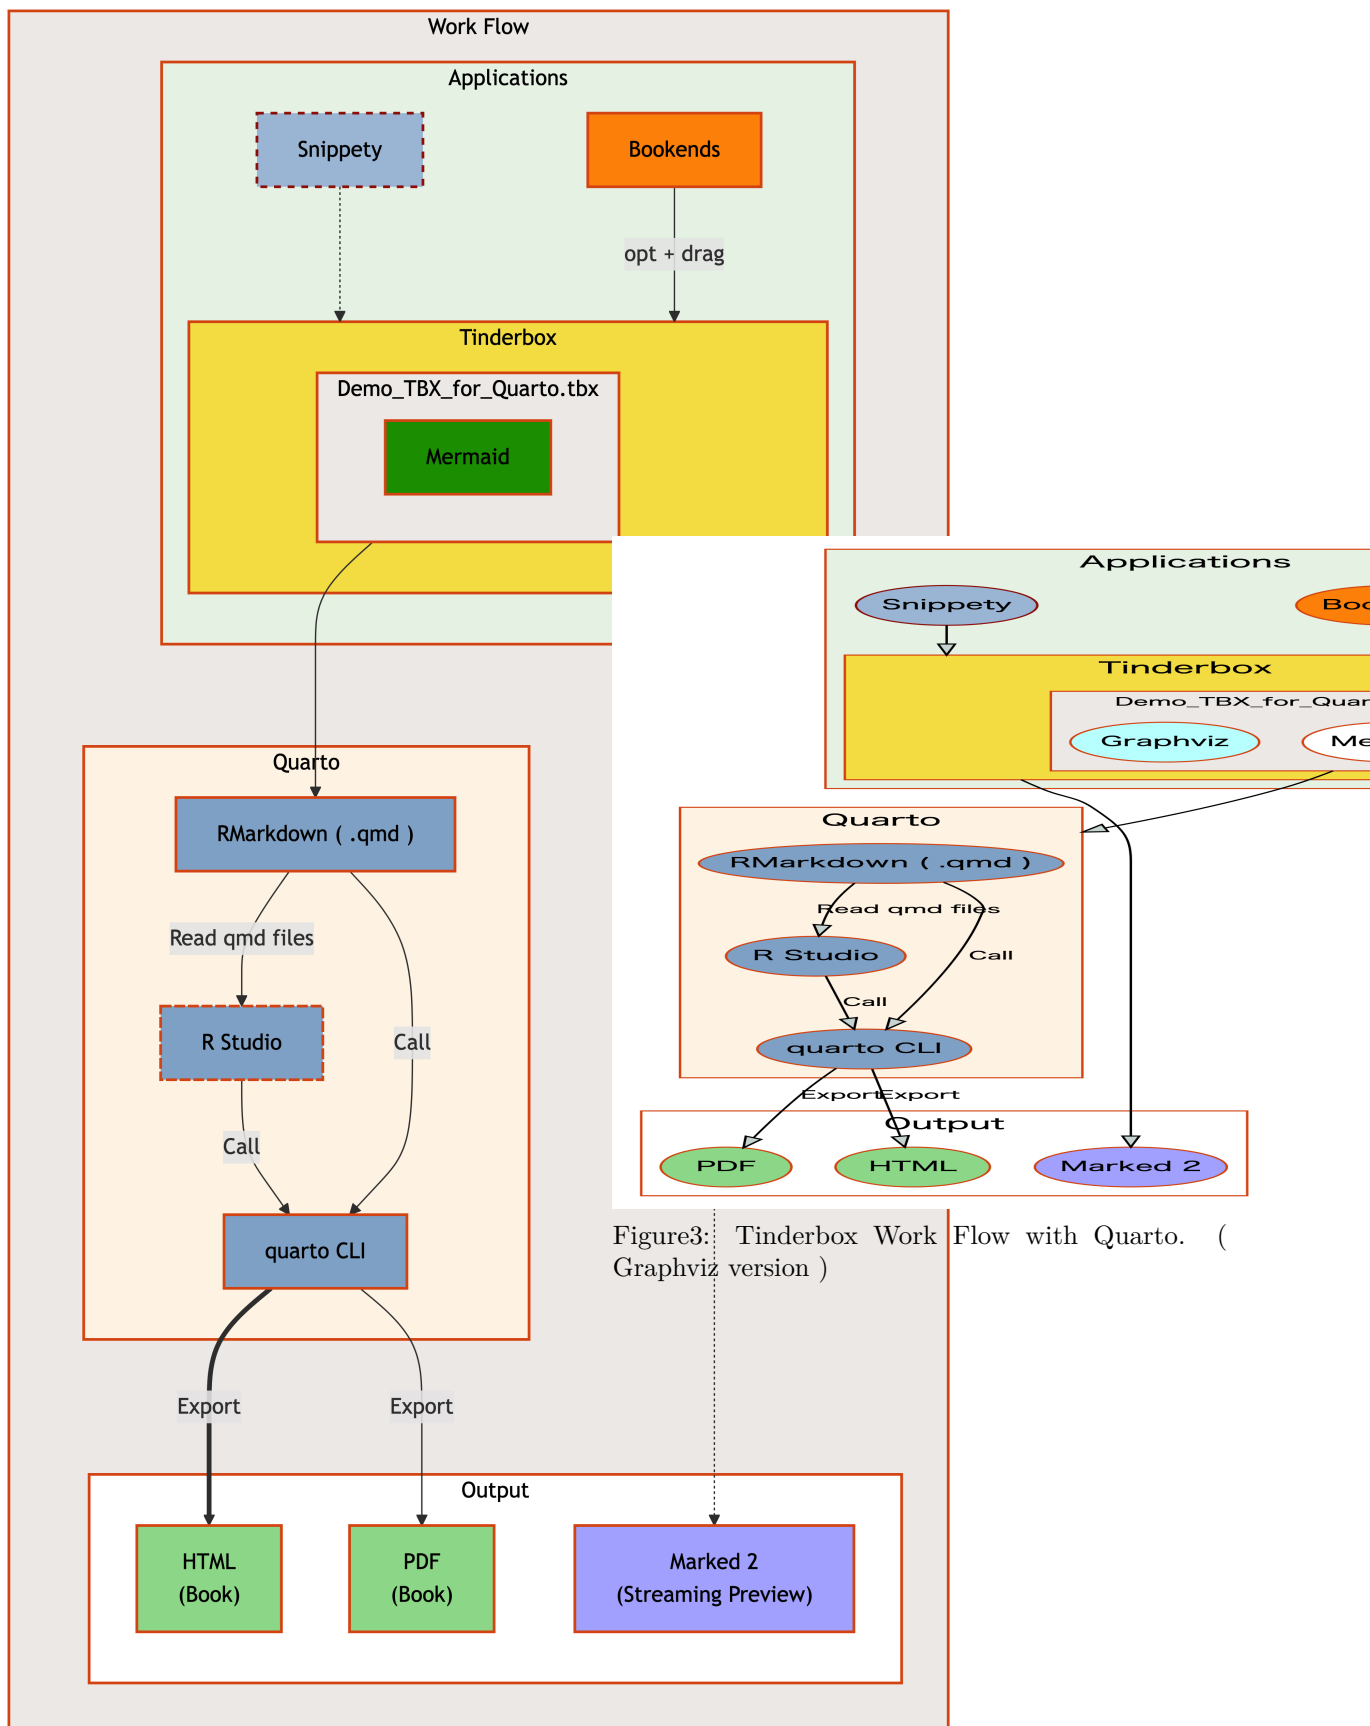 Work Flow
Applications
Snippety
Bookends
opt + drag
Tinderbox
Demo_TBX_for_Quarto.tbx
Mermaid
Quarto
RMarkdown ( .qmd )
Read qmd files
R Studio
Call
Call
quarto CLI
Export
Export
Output
HTML
(Book)
PDF
(Book)
Marked 2
(Streaming Preview)
Applications
Snippety
Tinderbox
Graphviz
Quarto
RMarkdown ( .qmd )
Read qmd files
R Studio
Call
Call
quarto CLI
Export
Export
Output
PDF
HTML
Marked 2
Figure3: Tinderbox Work Flow with Quarto. (
Graphviz version )